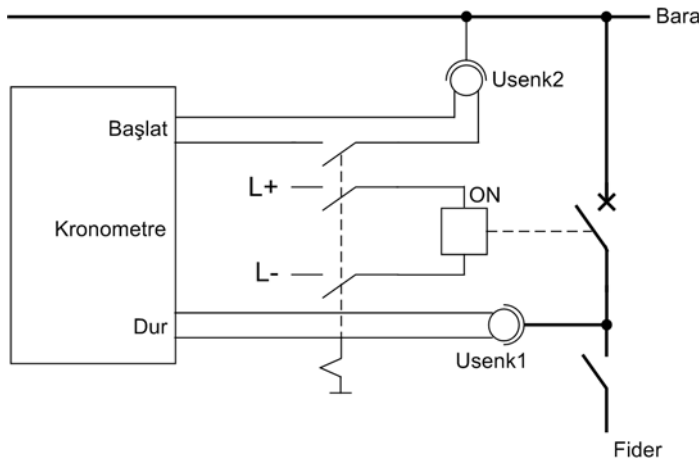 Bara
Usenk2
Başlat
L+
ON
Kronometre
L-
Dur
Usenk1
Fider